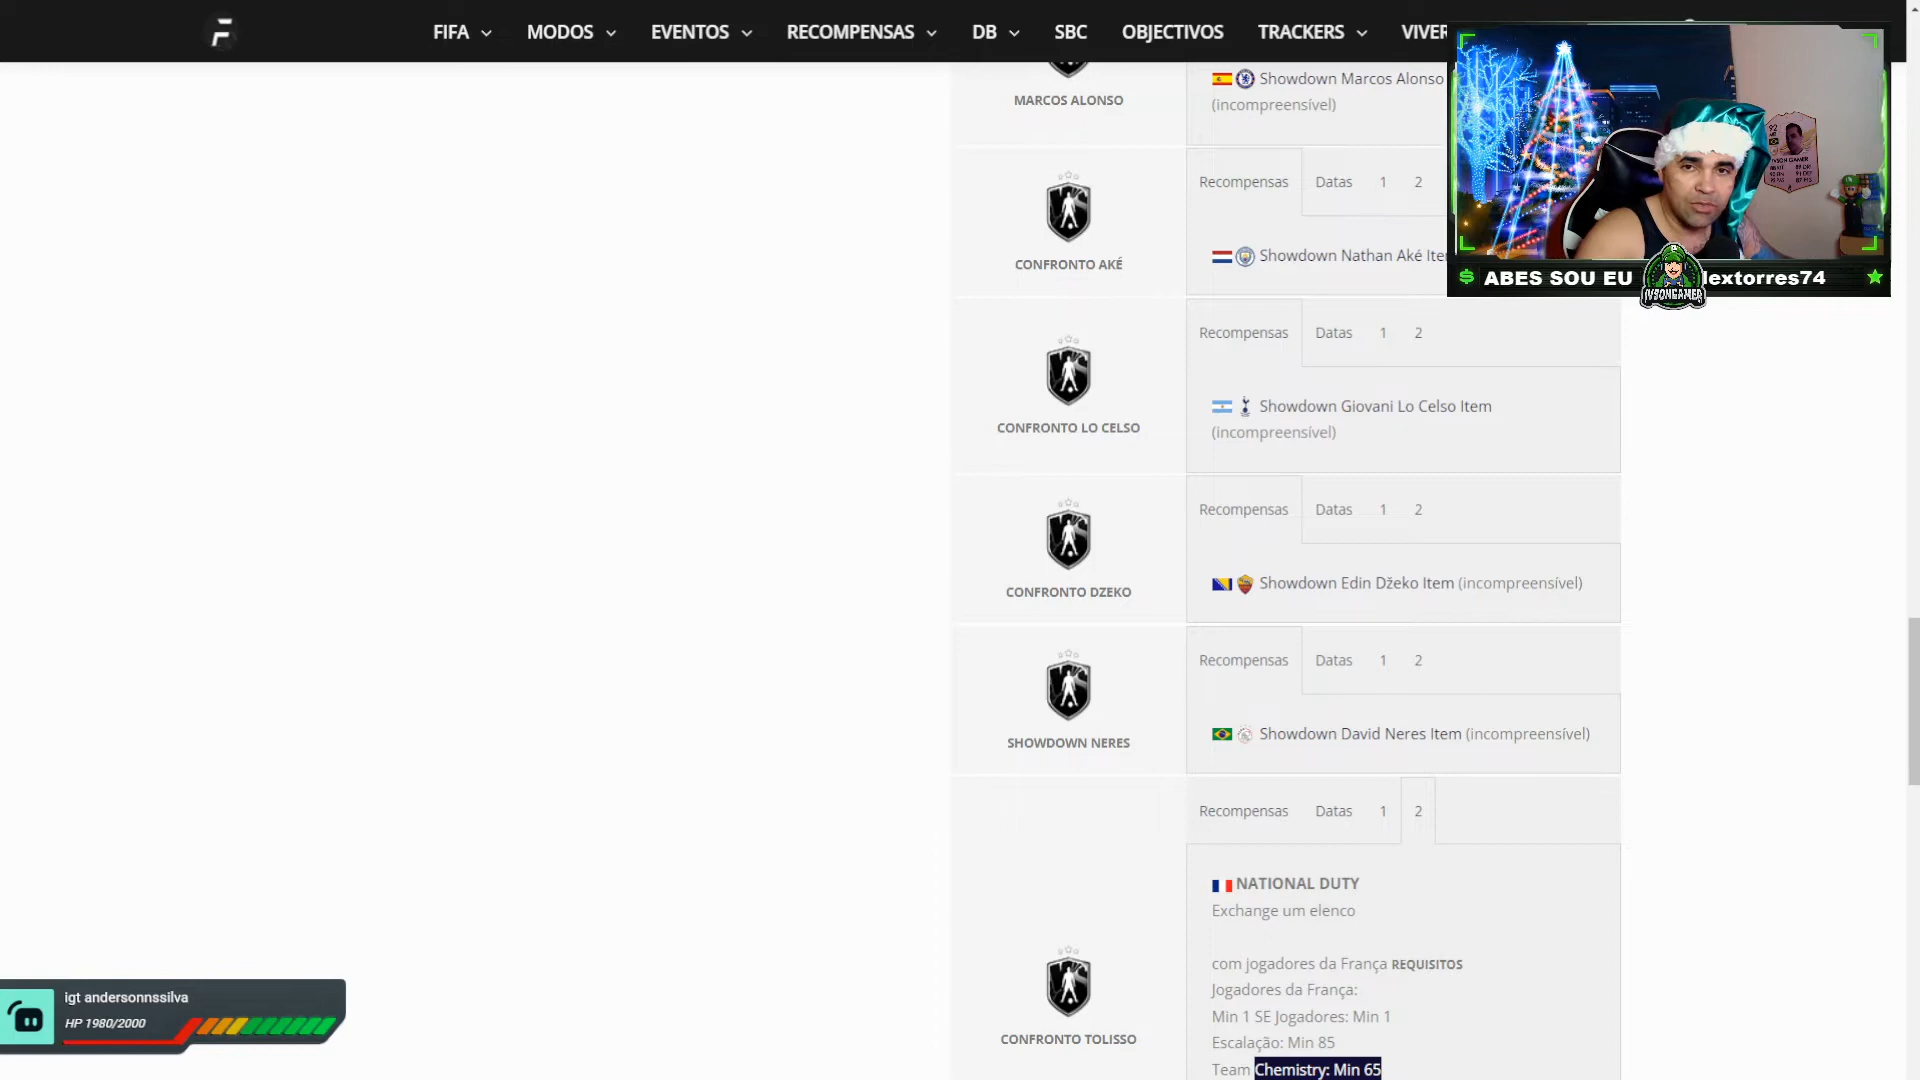 FIFA MODOS EVENTOS RECOMPENSAS DB SBC OBJECTIVOS TRACKERS VIVER
MARCOS ALONSO
Showdown Marcos Alonso
(incompreensível)
Recompensas Datas 1 2
CONFRONTO AKÉ
Showdown Nathan Aké
Recompensas Datas 1 2
CONFRONTO LO CELSO
Showdown Giovani Lo Celso Item
(incompreensível)
Recompensas Datas 1 2
CONFRONTO DZEKO
Showdown Edin Džeko Item (incompreensível)
Recompensas Datas 1 2
SHOWDOWN NERES
Showdown David Neres Item (incompreensível)
Recompensas Datas 1 2
CONFRONTO TOLISSO
NATIONAL DUTY
Exchange um elenco
com jogadores da França REQUISITOS
Jogadores da França:
Min 1 SE Jogadores: Min 1
Escalação: Min 85
Team Chemistry: Min 65
92
$ ABES SOU EU lextorres74
IVSONGAMER
igt andersonnssilva
HP 1980/2000